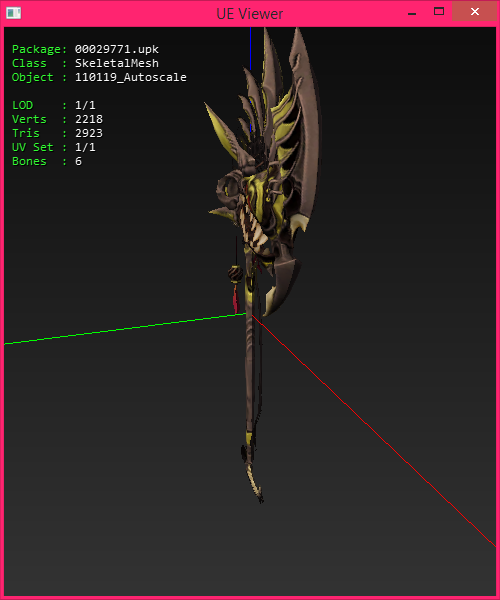 UE Viewer
Package: 00029771.upk
Class : SkeletalMesh
Object : 110119_Autoscale
LOD : 1/1
Verts : 2218
Tris : 2923
UV Set : 1/1
Bones : 6